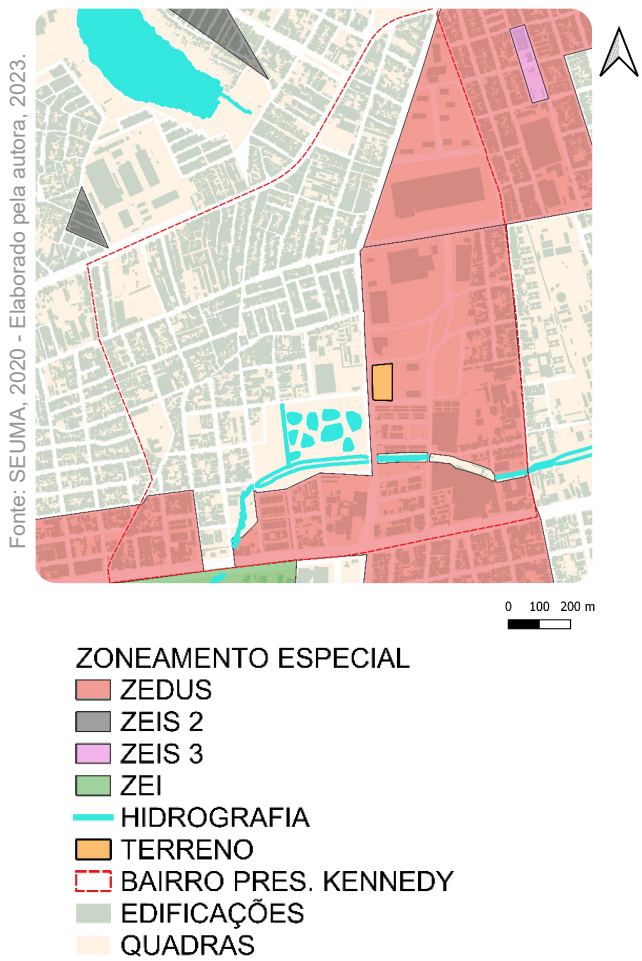 Fonte: SEUMA, 2020 - Elaborado pela autora, 2023.
0 100 200 m
ZONEAMENTO ESPECIAL
ZEDUS
ZEIS 2
ZEIS 3
ZEI
HIDROGRAFIA
TERRENO
BAIRRO PRES. KENNEDY
EDIFICAÇÕES
QUADRAS